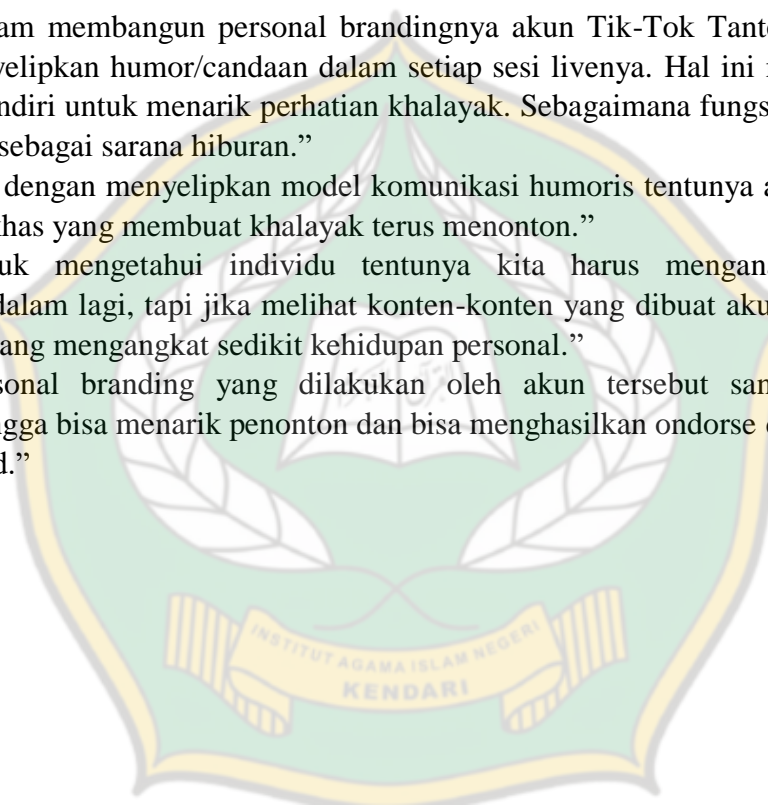 am membangun personal brandingnya akun Tik-Tok Tant
yelipkan humor/candaan dalam setiap sesi livenya. Hal ini
ndiri untuk menarik perhatian khalayak. Sebagaimana fungs
sebagai sarana hiburan.”
dengan menyelipkan model komunikasi humoris tentunya a
khas yang membuat khalayak terus menonton.”
uk mengetahui individu tentunya kita harus mengan
dalam lagi, tapi jika melihat konten-konten yang dibuat aku
ang mengangkat sedikit kehidupan personal.”
sonal branding yang dilakukan oleh akun tersebut san
ngga bisa menarik penonton dan bisa menghasilkan ondorse
d.”
INSTITUT AGAMA ISLAM NEGERI
KENDARI